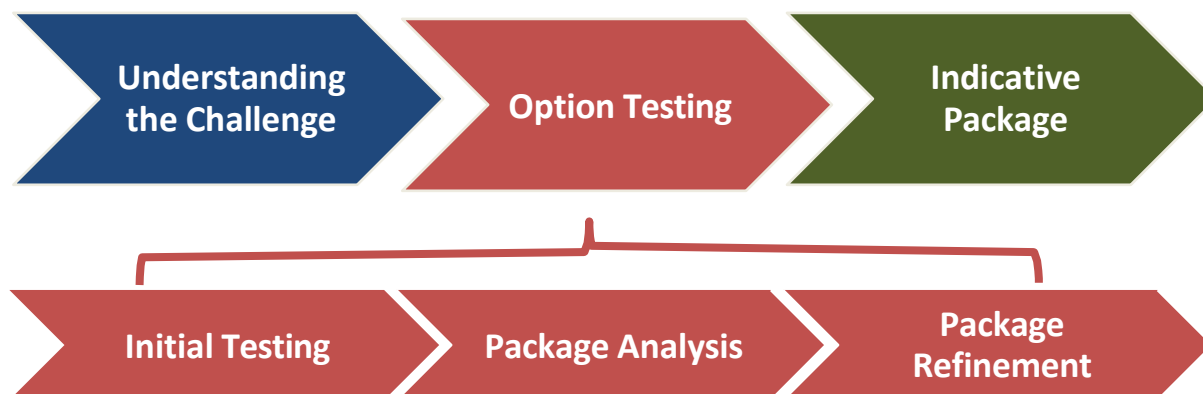 Understanding
the Challenge
Option Testing
Indicative
Package
Initial Testing
Package Analysis
Package
Refinement